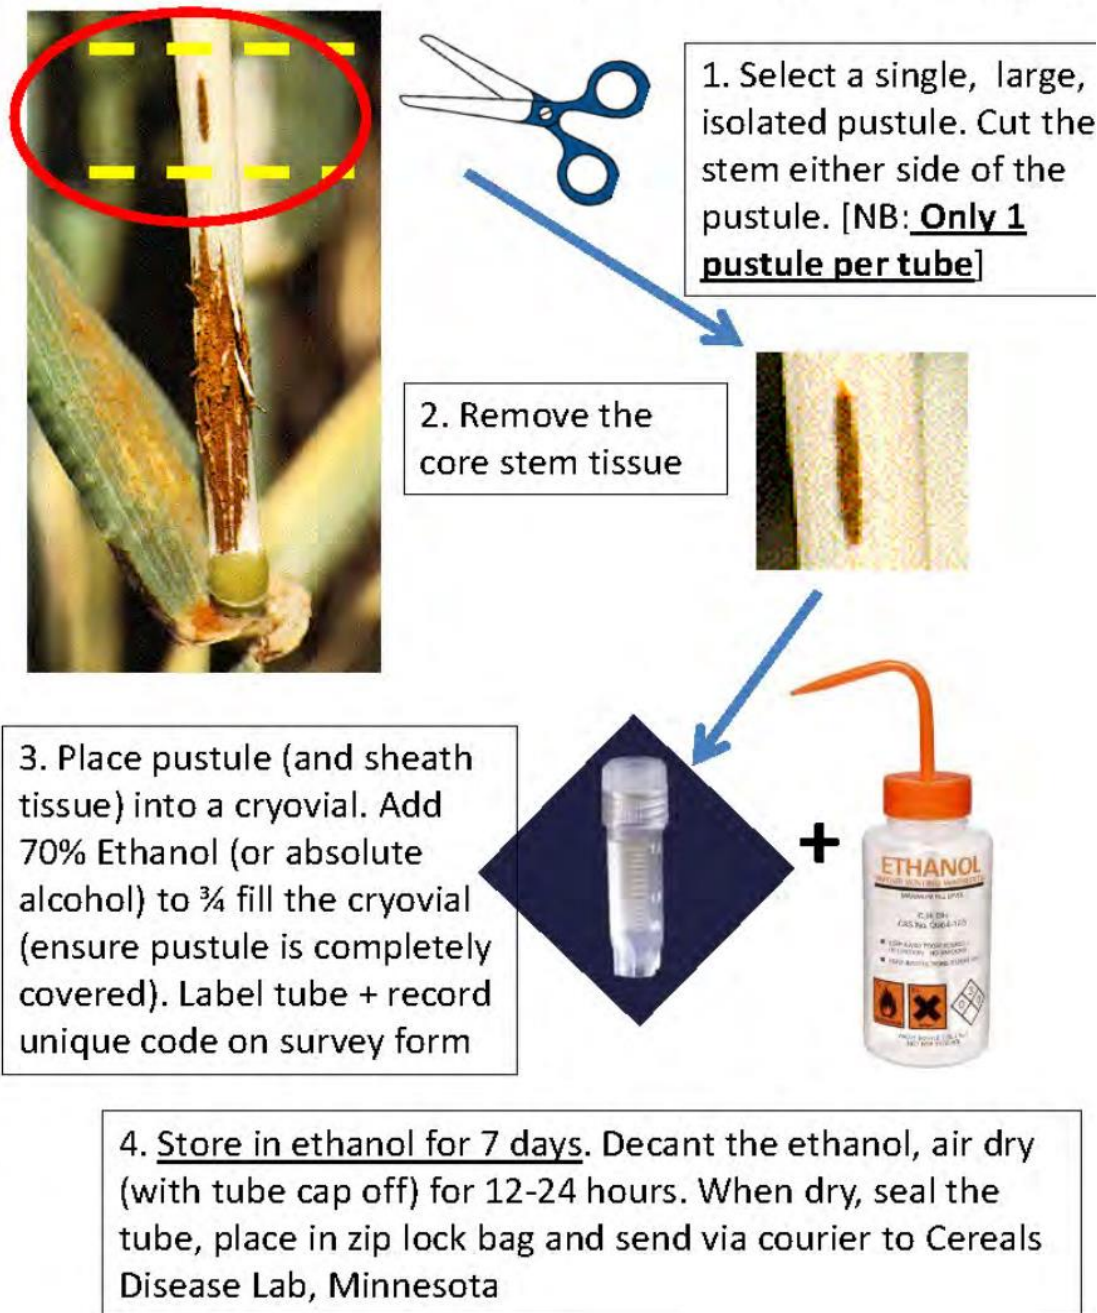 1. Select a single, large,
isolated pustule. Cut the
stem either side of the
pustule. [NB: Only 1
pustule per tube]
2. Remove the
core stem tissue
3. Place pustule (and sheath
tissue) into a cryovial. Add
70% Ethanol (or absolute
alcohol) to ¾ fill the cryovial
(ensure pustule is completely
covered). Label tube + record
unique code on survey form
+
ETHANOL
4. Store in ethanol for 7 days. Decant the ethanol, air dry
(with tube cap off) for 12-24 hours. When dry, seal the
tube, place in zip lock bag and send via courier to Cereals
Disease Lab, Minnesota